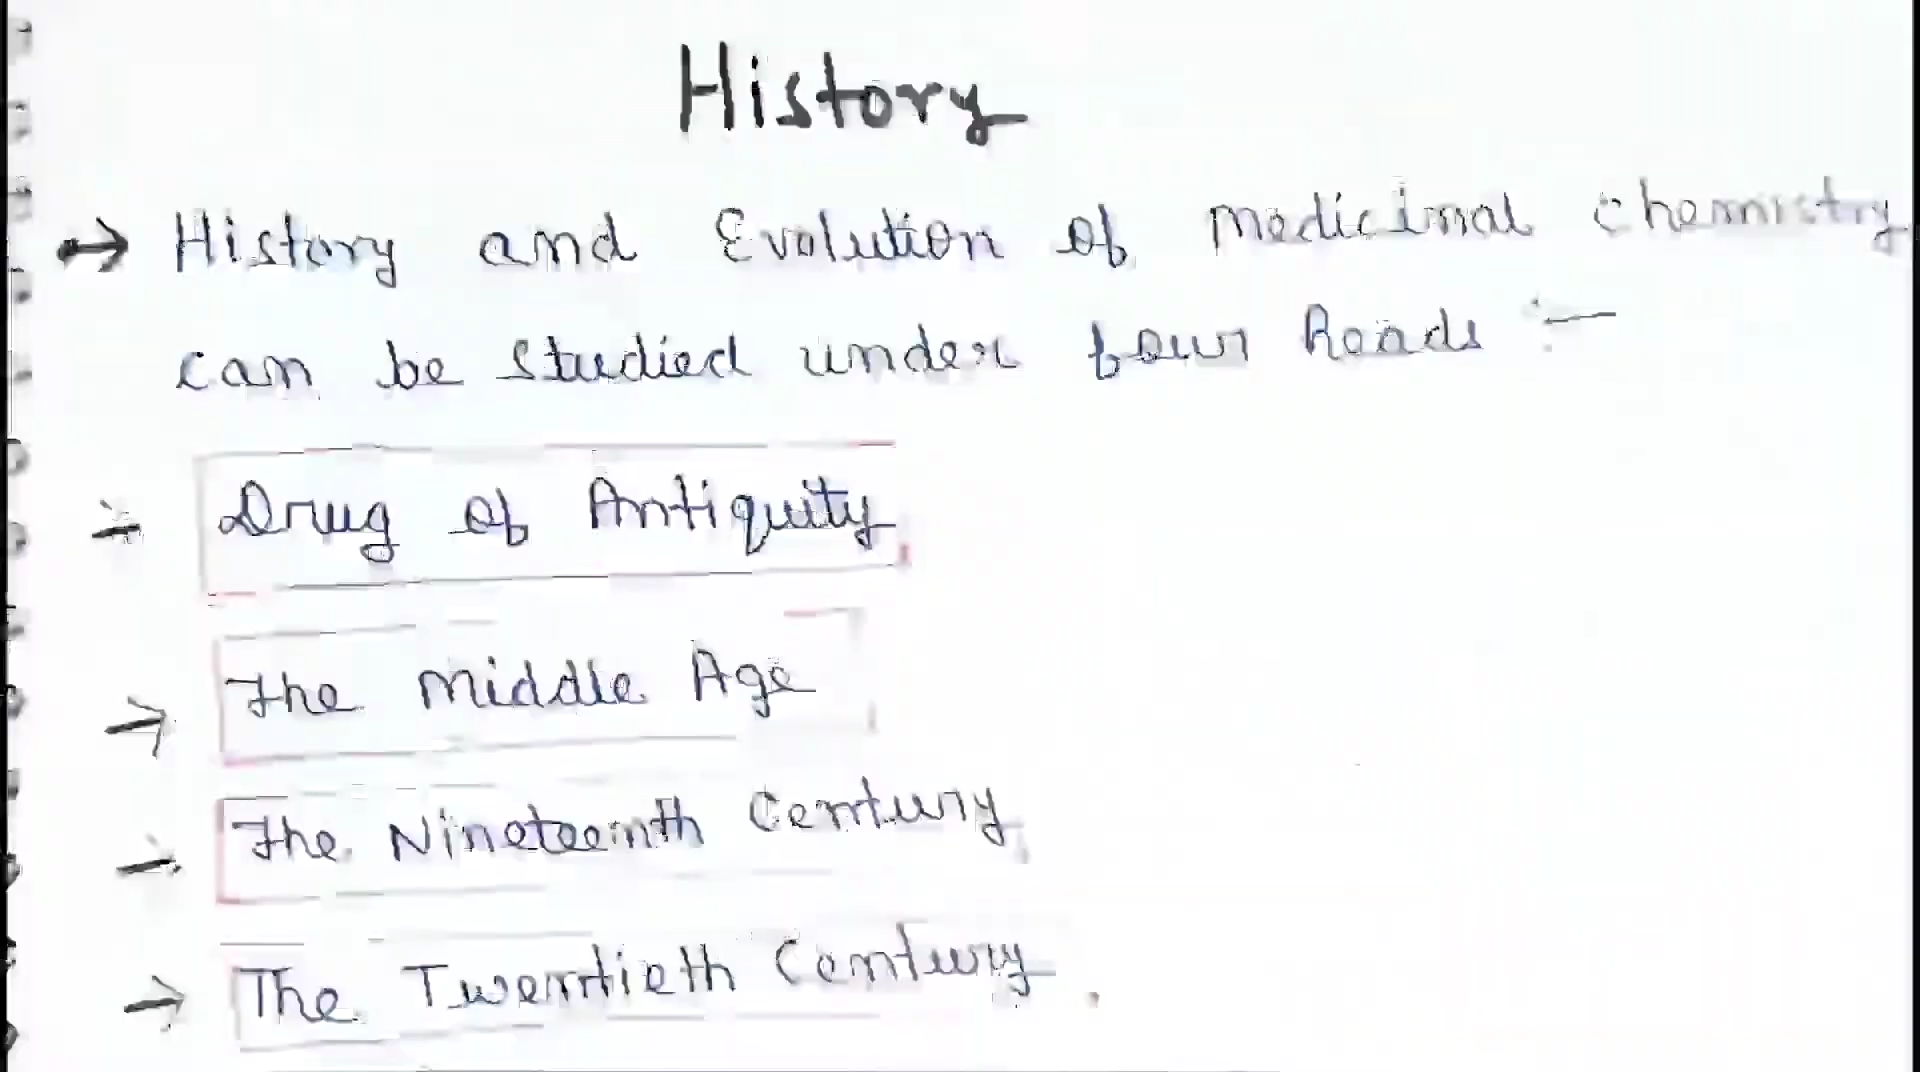 History
→ History and Evolution of medicinal chemistry
can be studied under four heads :-
→ Drug of Antiquity
→ The middle Age
→ The Nineteenth Century
→ The Twentieth Century.